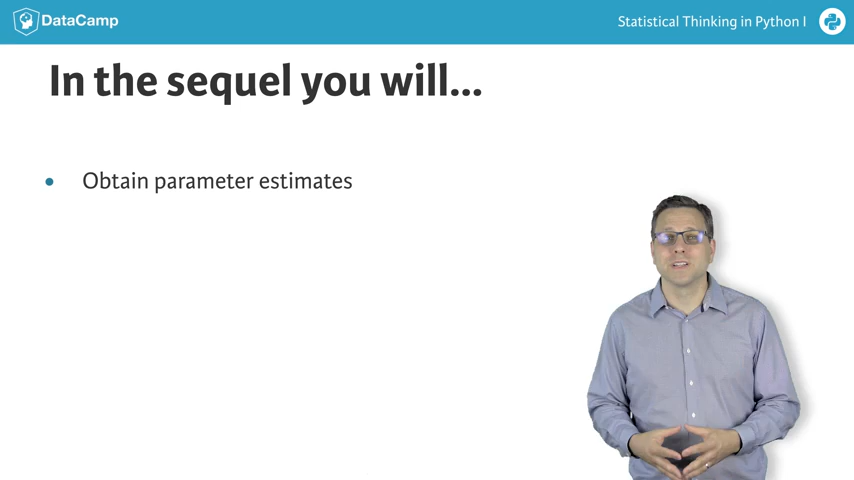 DataCamp
Statistical Thinking in Python I
In the sequel you will...
• Obtain parameter estimates